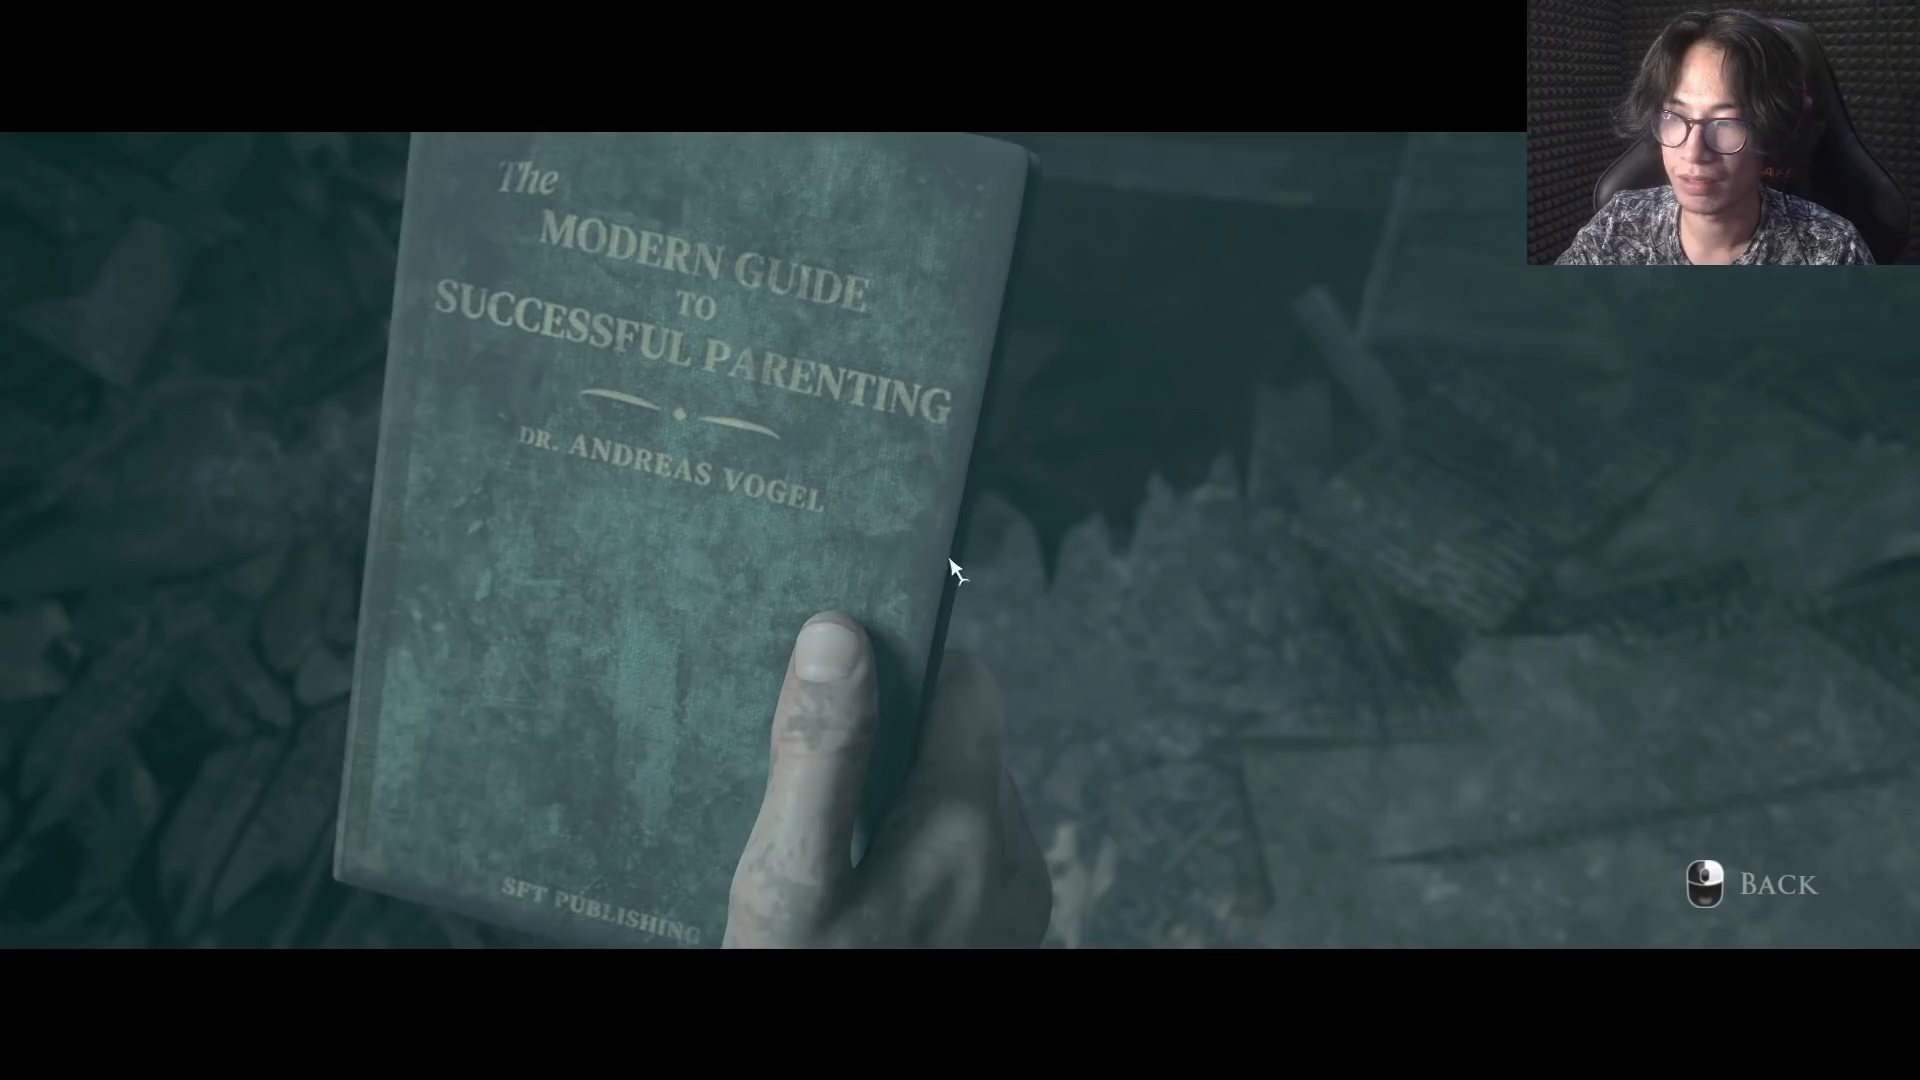 The
MODERN GUIDE
TO
SUCCESSFUL PARENTING
DR. ANDREAS VOGEL
SFT PUBLISHING
BACK